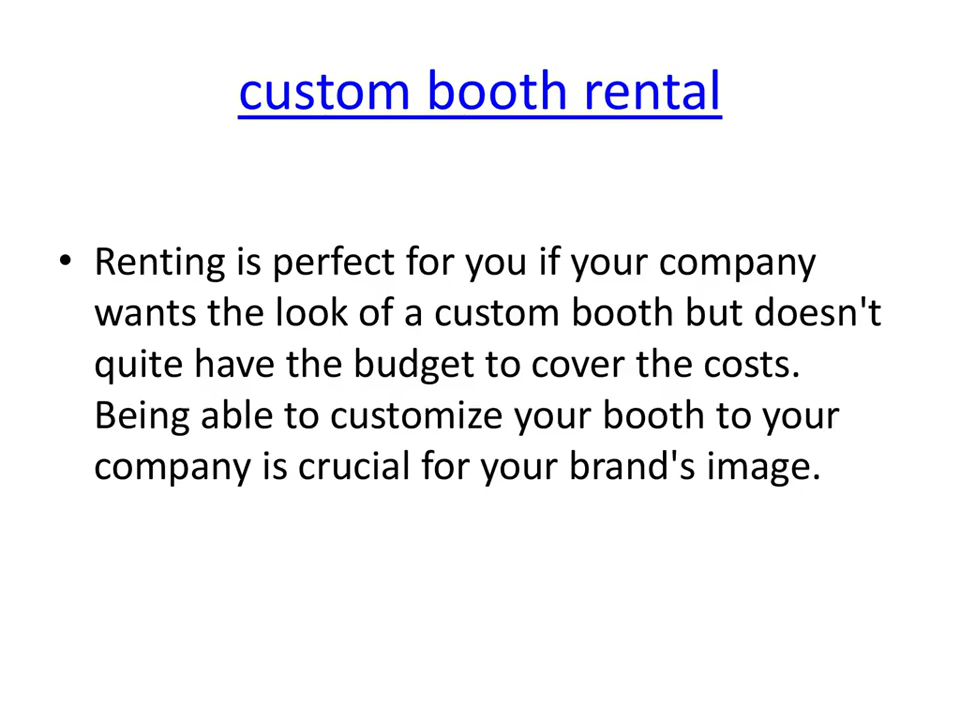 custom booth rental
• Renting is perfect for you if your company
wants the look of a custom booth but doesn't
quite have the budget to cover the costs.
Being able to customize your booth to your
company is crucial for your brand's image.